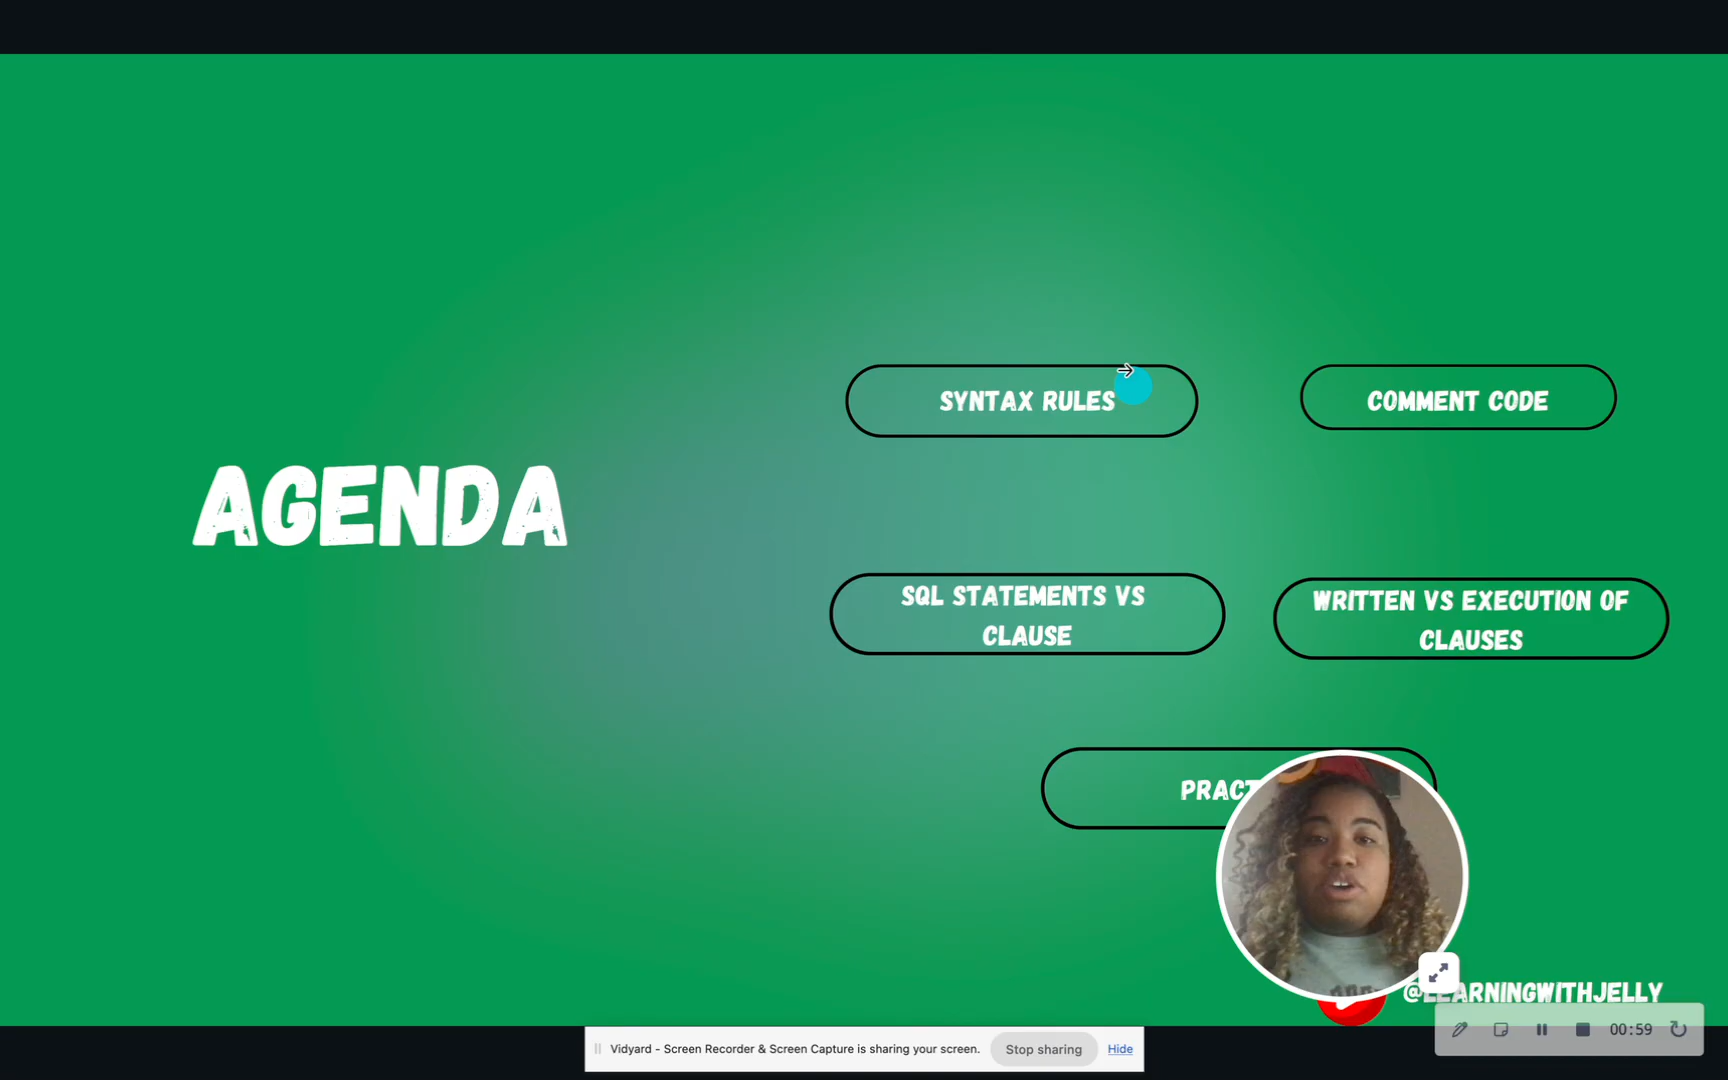 AGENDA
SYNTAX RULES
COMMENT CODE
SQL STATEMENTS VS
CLAUSE
WRITTEN VS EXECUTION OF
CLAUSES
@LEARNINGWITHJELLY
00:59
Vidyard - Screen Recorder & Screen Capture is sharing your screen.
Stop sharing
Hide